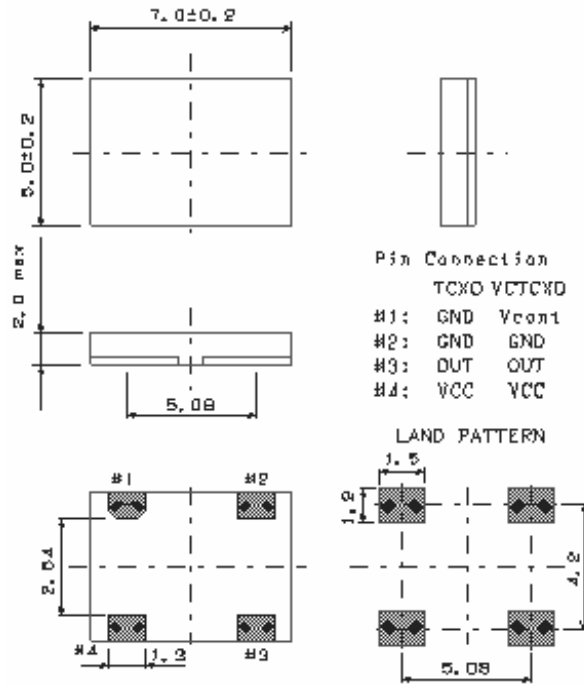 7.0±0.2
5.0±0.2
2.0 max
5.08
Pin Connection
TCXO VCTCXO
#1: GND Vcont
#2: GND GND
#3: OUT OUT
#4: VCC VCC
LAND PATTERN
#1 #2
2.54
#4 #3
1.5
1.2
4.2
5.08